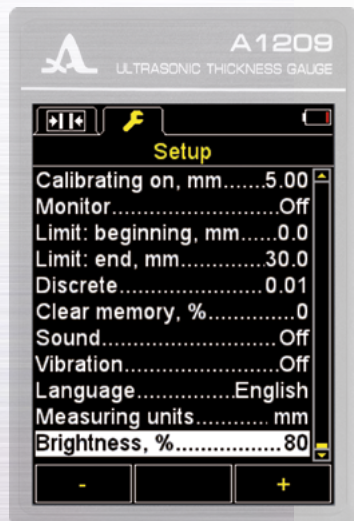 A1209
ULTRASONIC THICKNESS GAUGE
Setup
Calibrating on, mm.......5.00
Monitor.........................Off
Limit: beginning, mm......0.0
Limit: end, mm..............30.0
Discrete.....................0.01
Clear memory, %..............0
Sound..........................Off
Vibration.......................Off
Language................English
Measuring units............ mm
Brightness, %.................80
- +